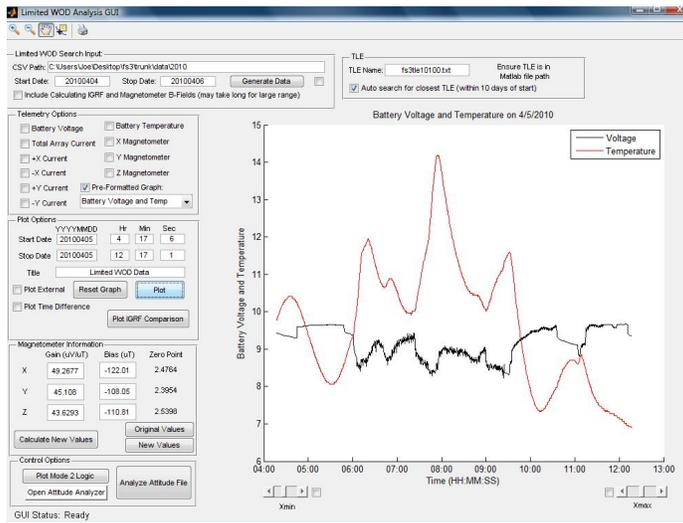 Limited WOD Analysis GUI
Limited WOD Search Input:
CSV Path: C:\Users\Joe\Desktop\fs3\trunk\data\2010
Start Date: 20100404 Stop Date: 20100406 Generate Data
Include Calculating IGRF and Magnetometer B-Fields (may take long for large range)
TLE
TLE Name: fs3tle10100.txt Ensure TLE is in Matlab file path
Auto search for closest TLE (within 10 days of start)
Telemetry Options
Battery Voltage Battery Temperature
Total Array Current X Magnetometer
+X Current Y Magnetometer
-X Current Z Magnetometer
+Y Current Pre-Formatted Graph:
-Y Current Battery Voltage and Temp
Plot Options
YYYYMMDD Hr Min Sec
Start Date 20100405 4 17 6
Stop Date 20100405 12 17 1
Title Limited WOD Data
Plot External Reset Graph Plot
Plot Time Difference
Plot IGRF Comparison
Magnetometer Information
Gain (uV/uT) Bias (uT) Zero Point
X 49.2677 -122.01 2.4764
Y 45.108 -108.05 2.3954
Z 43.6293 -110.81 2.5398
Original Values
Calculate New Values
New Values
Control Options
Plot Mode 2 Logic
Analyze Attitude File
Open Attitude Analyzer
GUI Status: Ready
Battery Voltage and Temperature on 4/5/2010
Voltage
Temperature
Battery Voltage and Temperature
15
14
13
12
11
10
9
8
7
6
04:00 05:00 06:00 07:00 08:00 09:00 10:00 11:00 12:00 13:00
Time (HH:MM:SS)
Xmin Xmax